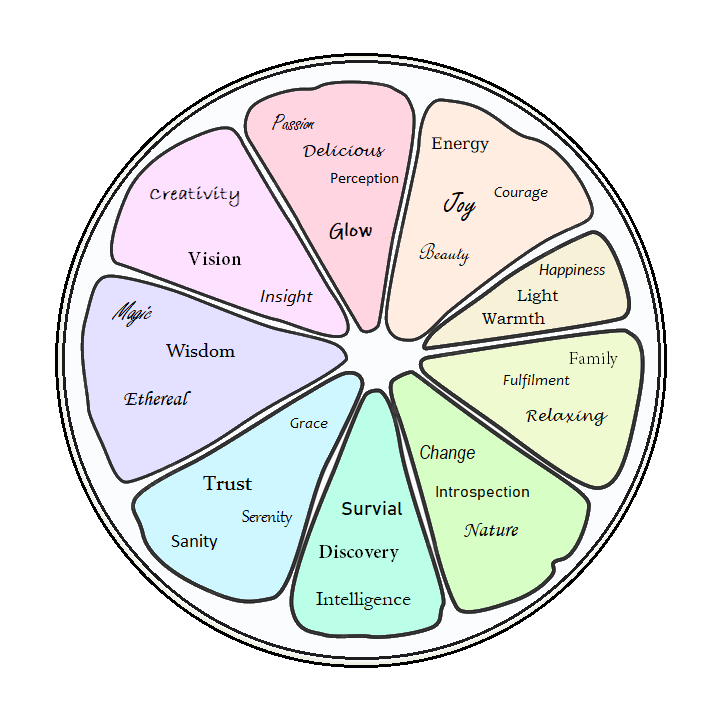 Passion
Delicious
Perception
Glow
Energy
Courage
Joy
Beauty
Happiness
Light
Warmth
Family
Fulfilment
Relaxing
Change
Introspection
Nature
Survial
Discovery
Intelligence
Grace
Trust
Serenity
Sanity
Magic
Wisdom
Ethereal
Creativity
Vision
Insight